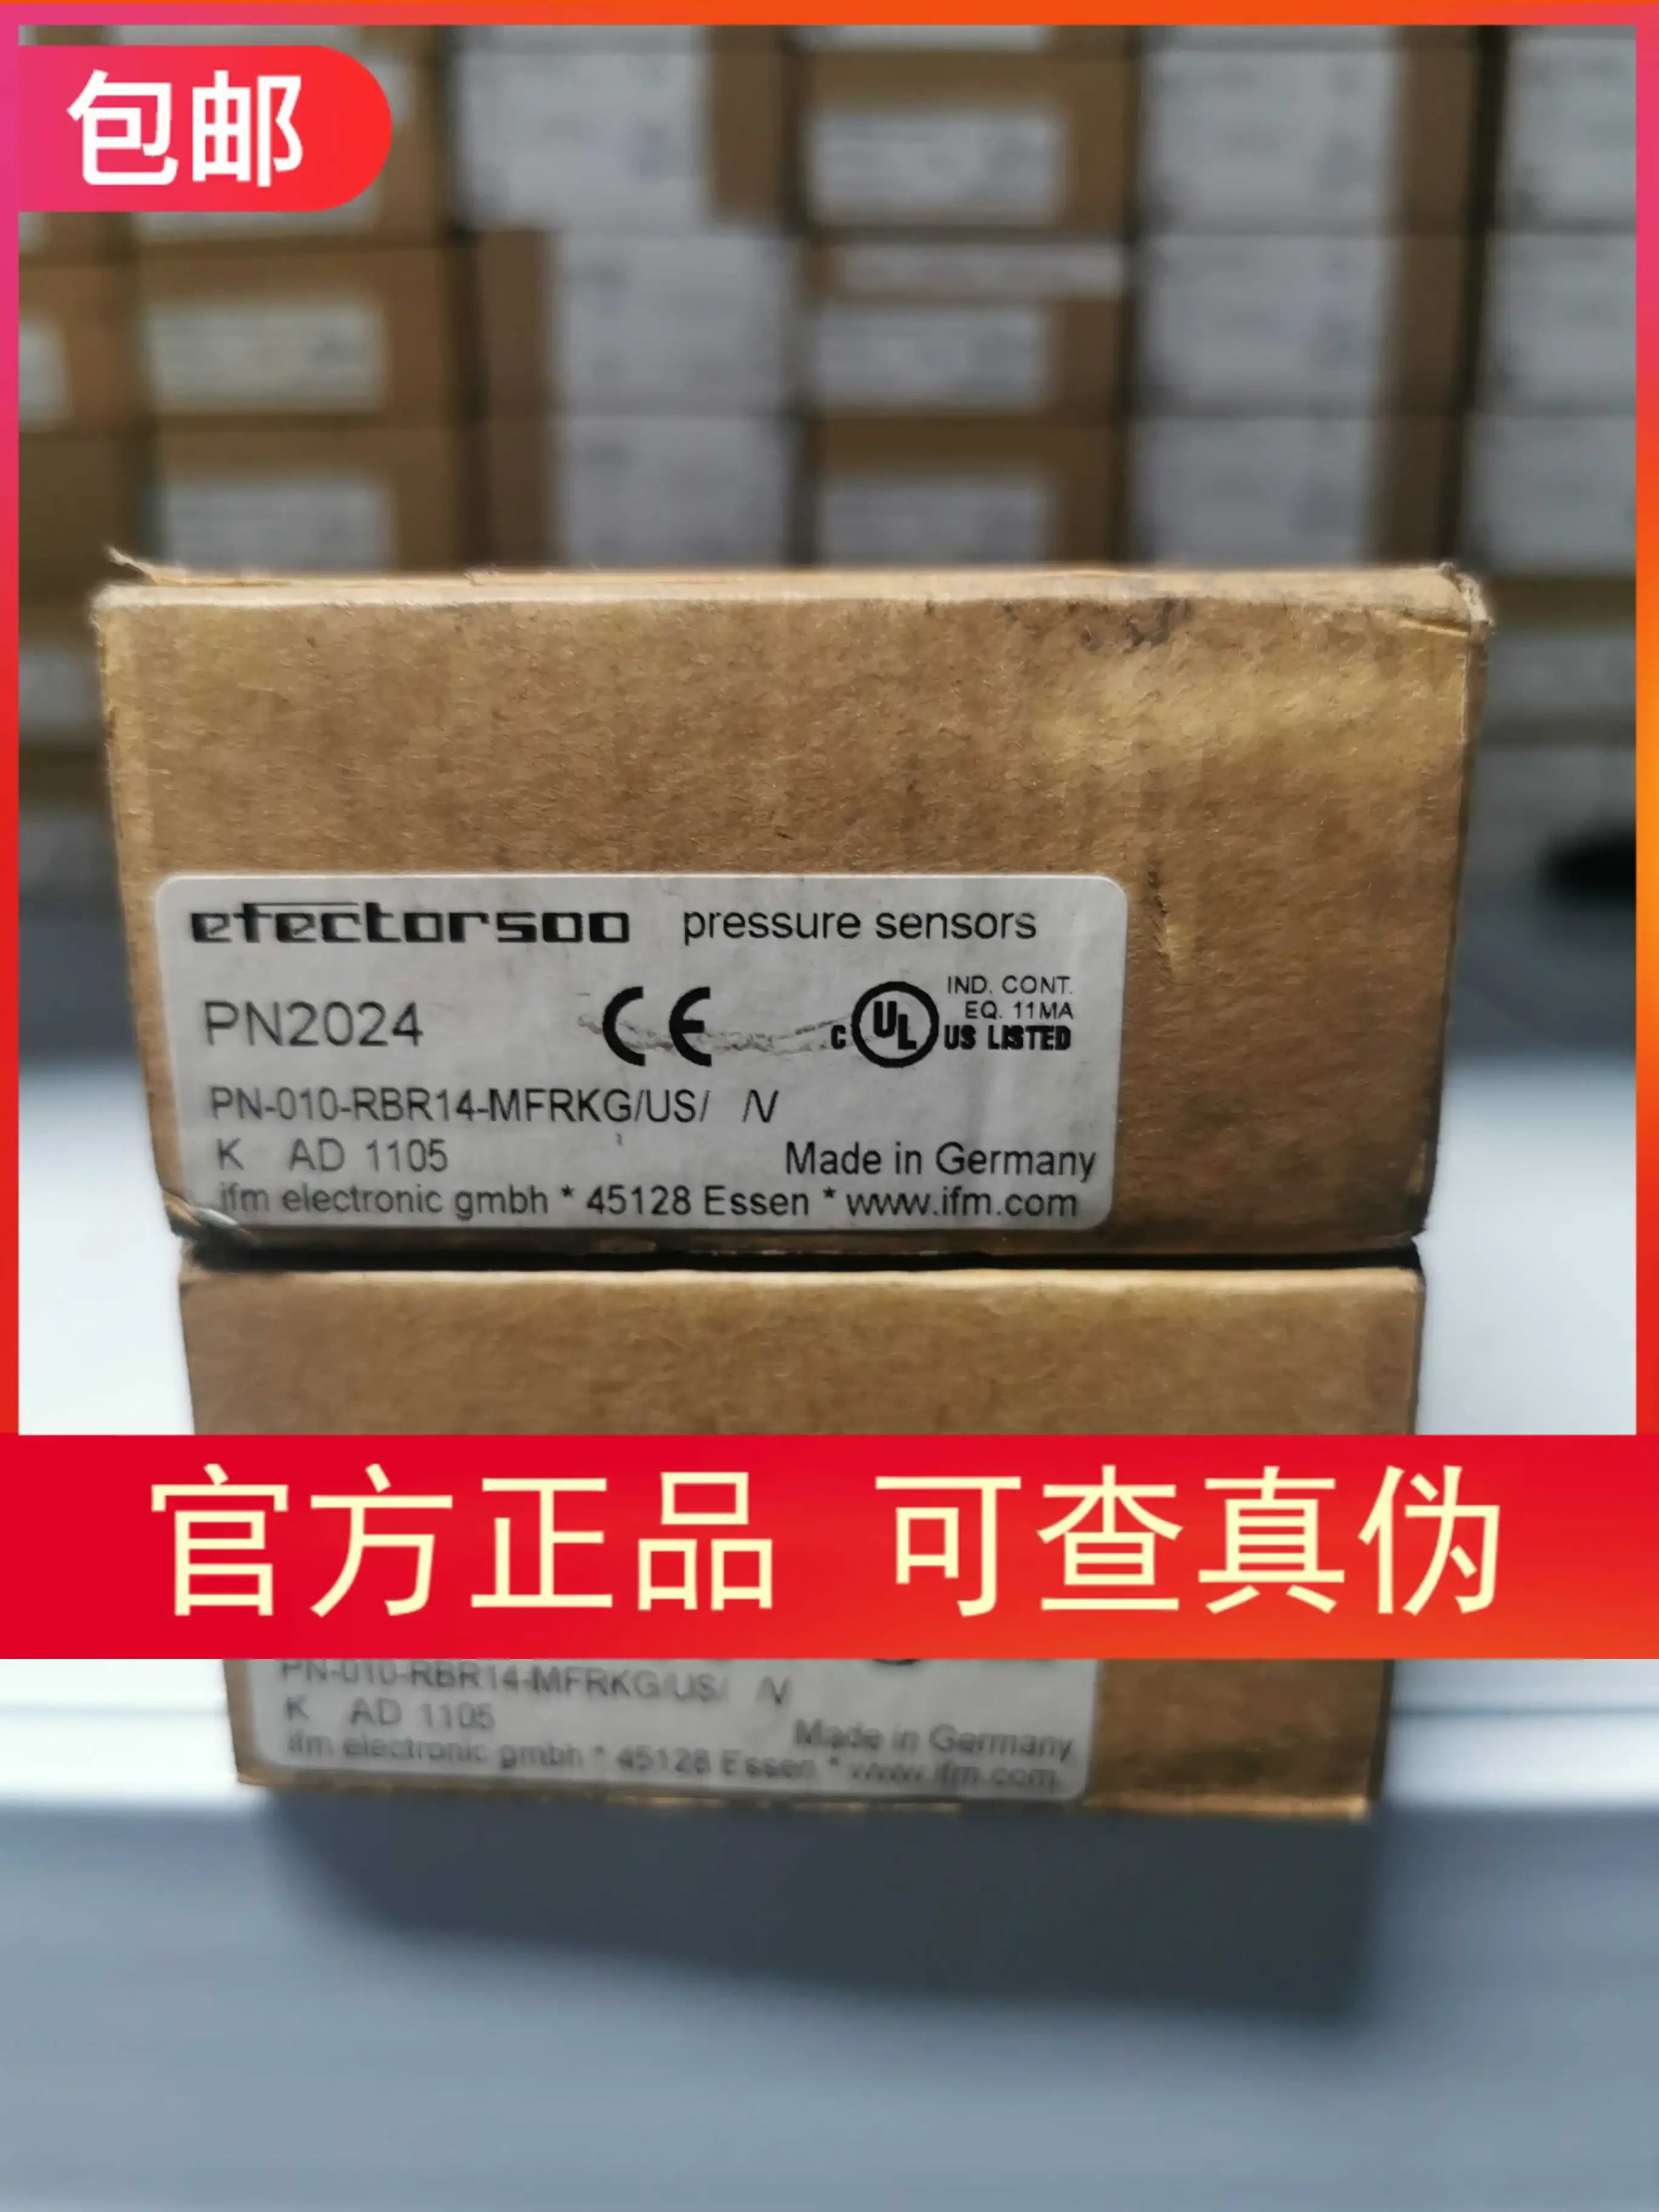 包邮
efector500 pressure sensors
PN2024 CE c UL US LISTED IND. CONT. EQ. 11MA
PN-010-RBR14-MFRKG/US/ /V
K AD 1105 Made in Germany
ifm electronic gmbh * 45128 Essen * www.ifm.com
官方正品 可查真伪
PN-010-RBR14-MFRKG/US/ /V
K AD 1105 Made in Germany
ifm electronic gmbh * 45128 Essen * www.ifm.com